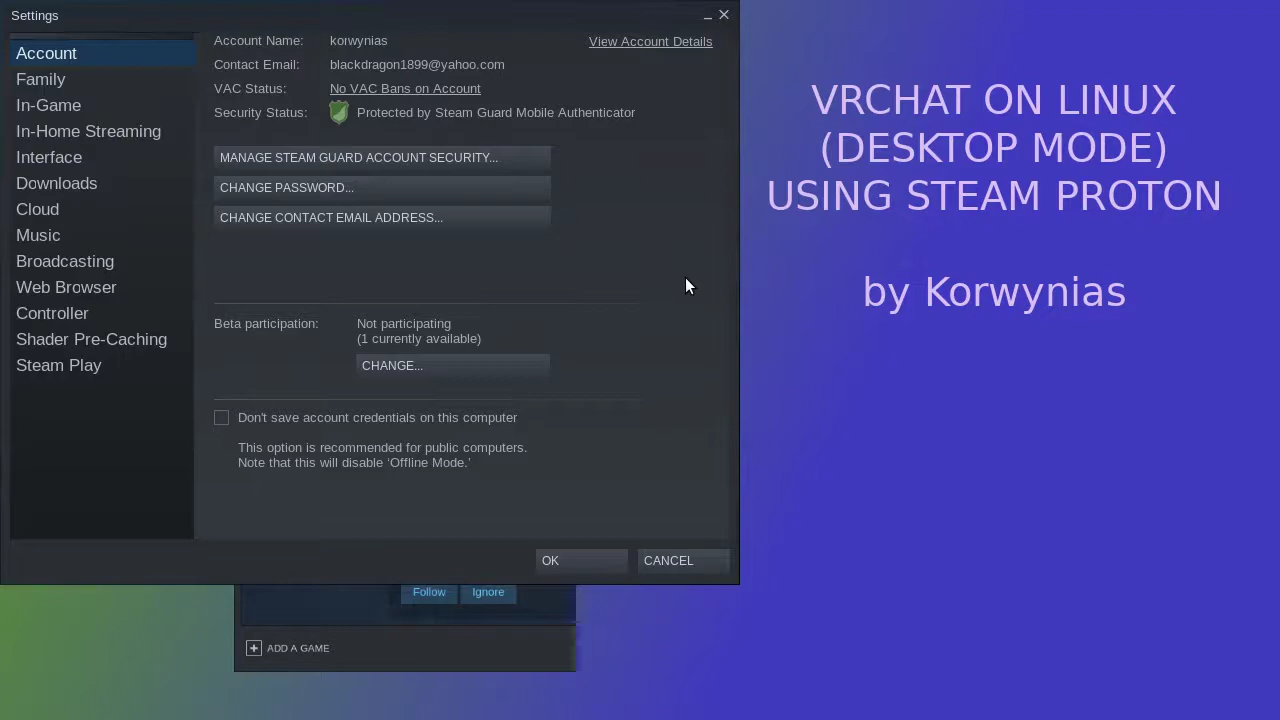 Settings
Account
Family
In-Game
In-Home Streaming
Interface
Downloads
Cloud
Music
Broadcasting
Web Browser
Controller
Shader Pre-Caching
Steam Play
Account Name: korwynias View Account Details
Contact Email: blackdragon1899@yahoo.com
VAC Status: No VAC Bans on Account
Security Status: Protected by Steam Guard Mobile Authenticator
MANAGE STEAM GUARD ACCOUNT SECURITY...
CHANGE PASSWORD...
CHANGE CONTACT EMAIL ADDRESS...
Beta participation: Not participating
(1 currently available)
CHANGE...
Don't save account credentials on this computer
This option is recommended for public computers.
Note that this will disable 'Offline Mode.'
OK CANCEL
Follow Ignore
ADD A GAME
VRCHAT ON LINUX
(DESKTOP MODE)
USING STEAM PROTON
by Korwynias